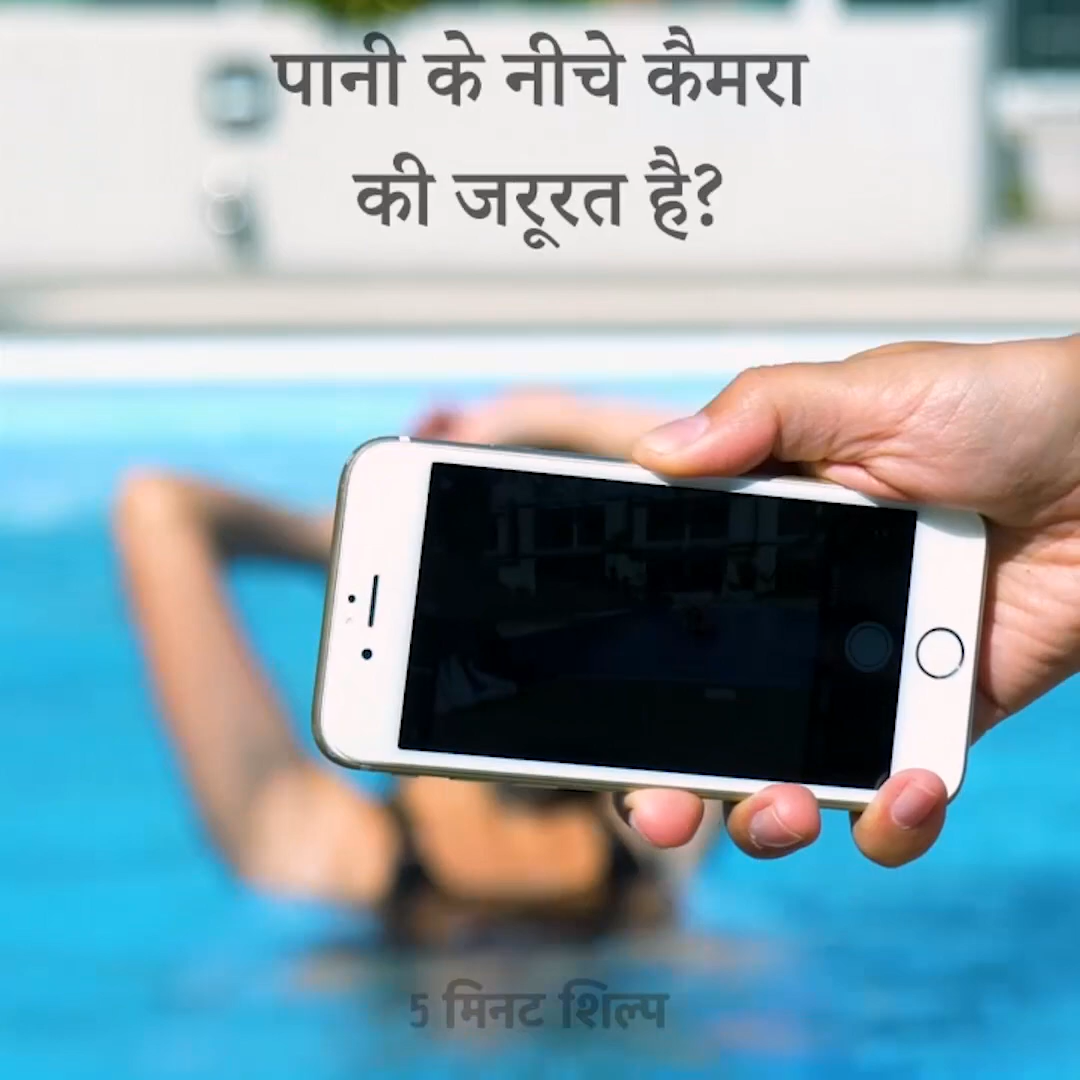 पानी के नीचे कैमरा
की जरूरत है?
5 मिनट शिल्प